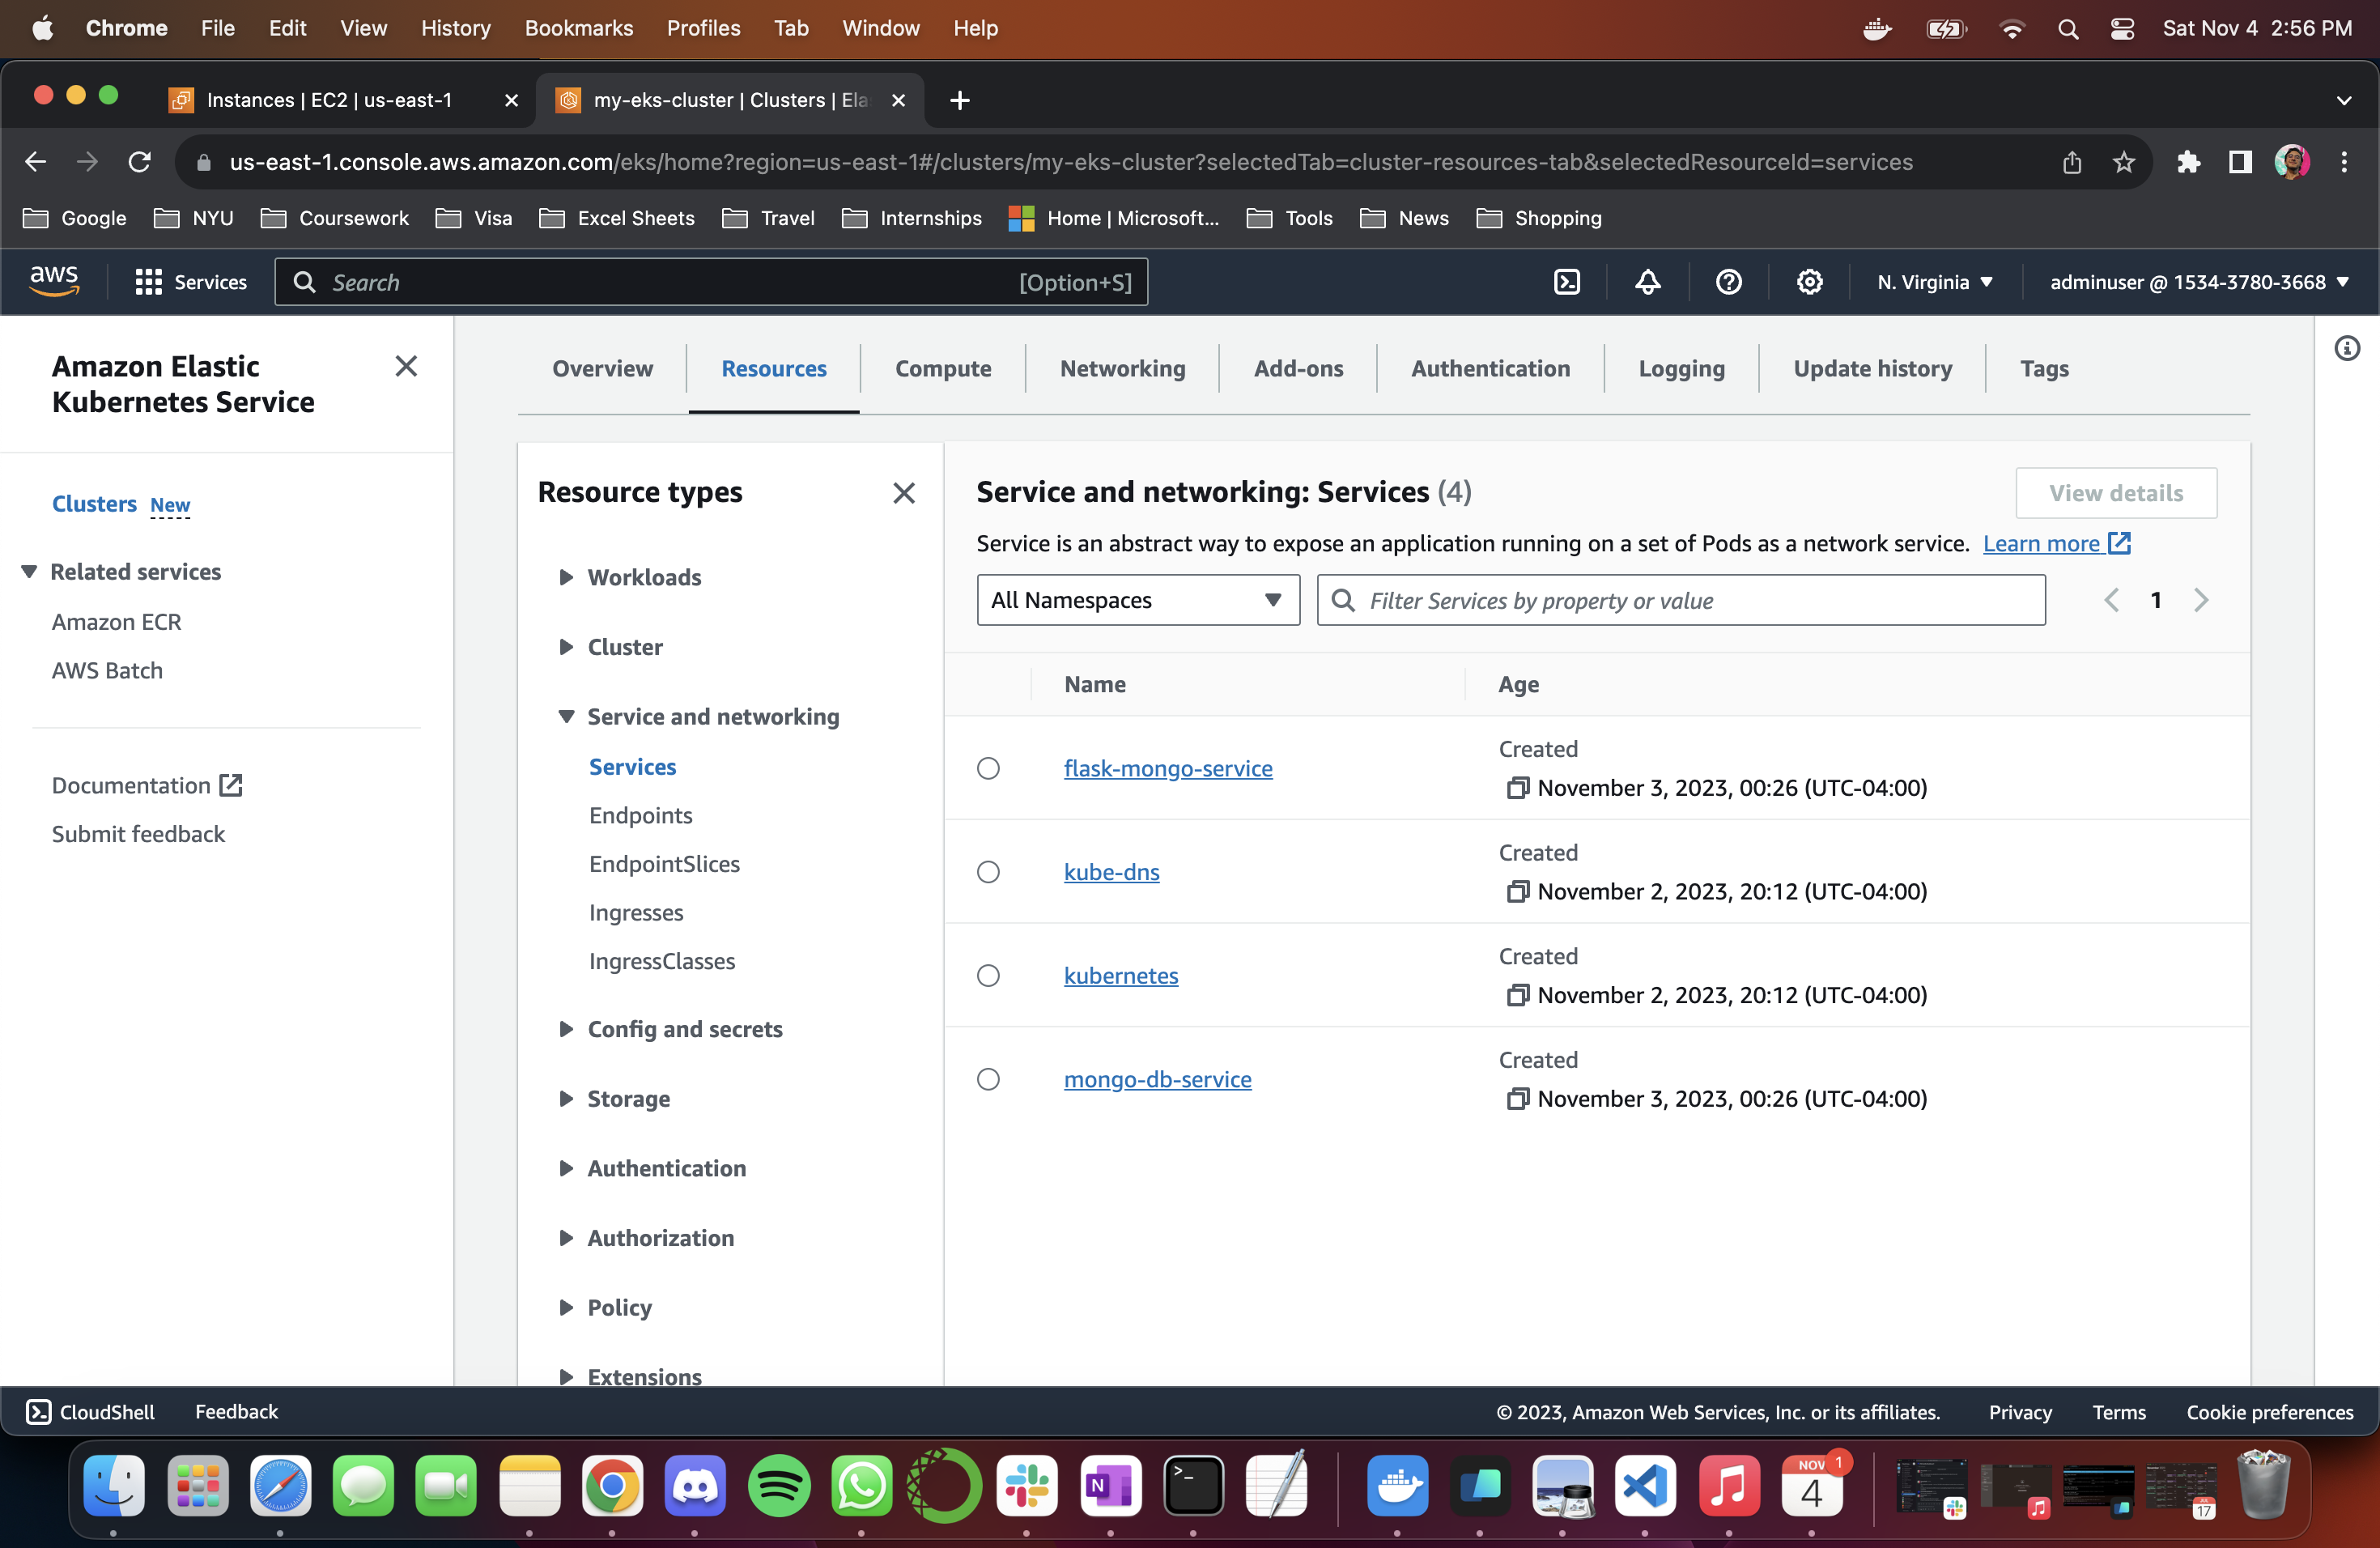 Chrome File Edit View History Bookmarks Profiles Tab Window Help Sat Nov 4 2:56 PM
Instances | EC2 | us-east-1 my-eks-cluster | Clusters | Ela
us-east-1.console.aws.amazon.com/eks/home?region=us-east-1#/clusters/my-eks-cluster?selectedTab=cluster-resources-tab&selectedResourceId=services
Google NYU Coursework Visa Excel Sheets Travel Internships Home | Microsoft... Tools News Shopping
aws Services Search [Option+S] N. Virginia adminuser @ 1534-3780-3668
Amazon Elastic
Kubernetes Service
Clusters New
Related services
Amazon ECR
AWS Batch
Documentation
Submit feedback
Overview Resources Compute Networking Add-ons Authentication Logging Update history Tags
Resource types
Workloads
Cluster
Service and networking
Services
Endpoints
EndpointSlices
Ingresses
IngressClasses
Config and secrets
Storage
Authentication
Authorization
Policy
Extensions
Service and networking: Services (4)
View details
Service is an abstract way to expose an application running on a set of Pods as a network service. Learn more
All Namespaces Filter Services by property or value 1
Name Age
flask-mongo-service Created
November 3, 2023, 00:26 (UTC-04:00)
kube-dns Created
November 2, 2023, 20:12 (UTC-04:00)
kubernetes Created
November 2, 2023, 20:12 (UTC-04:00)
mongo-db-service Created
November 3, 2023, 00:26 (UTC-04:00)
CloudShell Feedback © 2023, Amazon Web Services, Inc. or its affiliates. Privacy Terms Cookie preferences
NOV 1
4
17